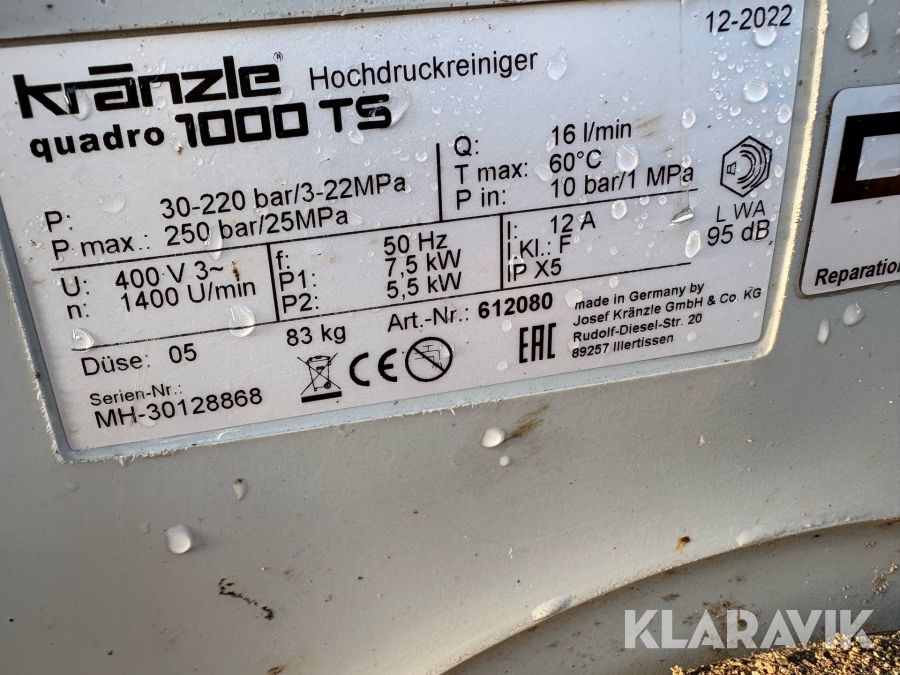 12-2022
kränzle Hochdruckreiniger
quadro 1000 TS
P: 30-220 bar/3-22MPa
P max.: 250 bar/25MPa
Q: 16 l/min
T max: 60°C
P in: 10 bar/1 MPa
L WA
95 dB
U: 400 V 3~
n: 1400 U/min
f: 50 Hz
P1: 7,5 kW
P2: 5,5 kW
I: 12 A
I.Kl.: F
IP X5
Düse: 05
83 kg
Art.-Nr.: 612080
made in Germany by
Josef Kränzle GmbH & Co. KG
Rudolf-Diesel-Str. 20
89257 Illertissen
Serien-Nr.:
MH-30128868
CE
EAC
Reparation
KLARAVIK